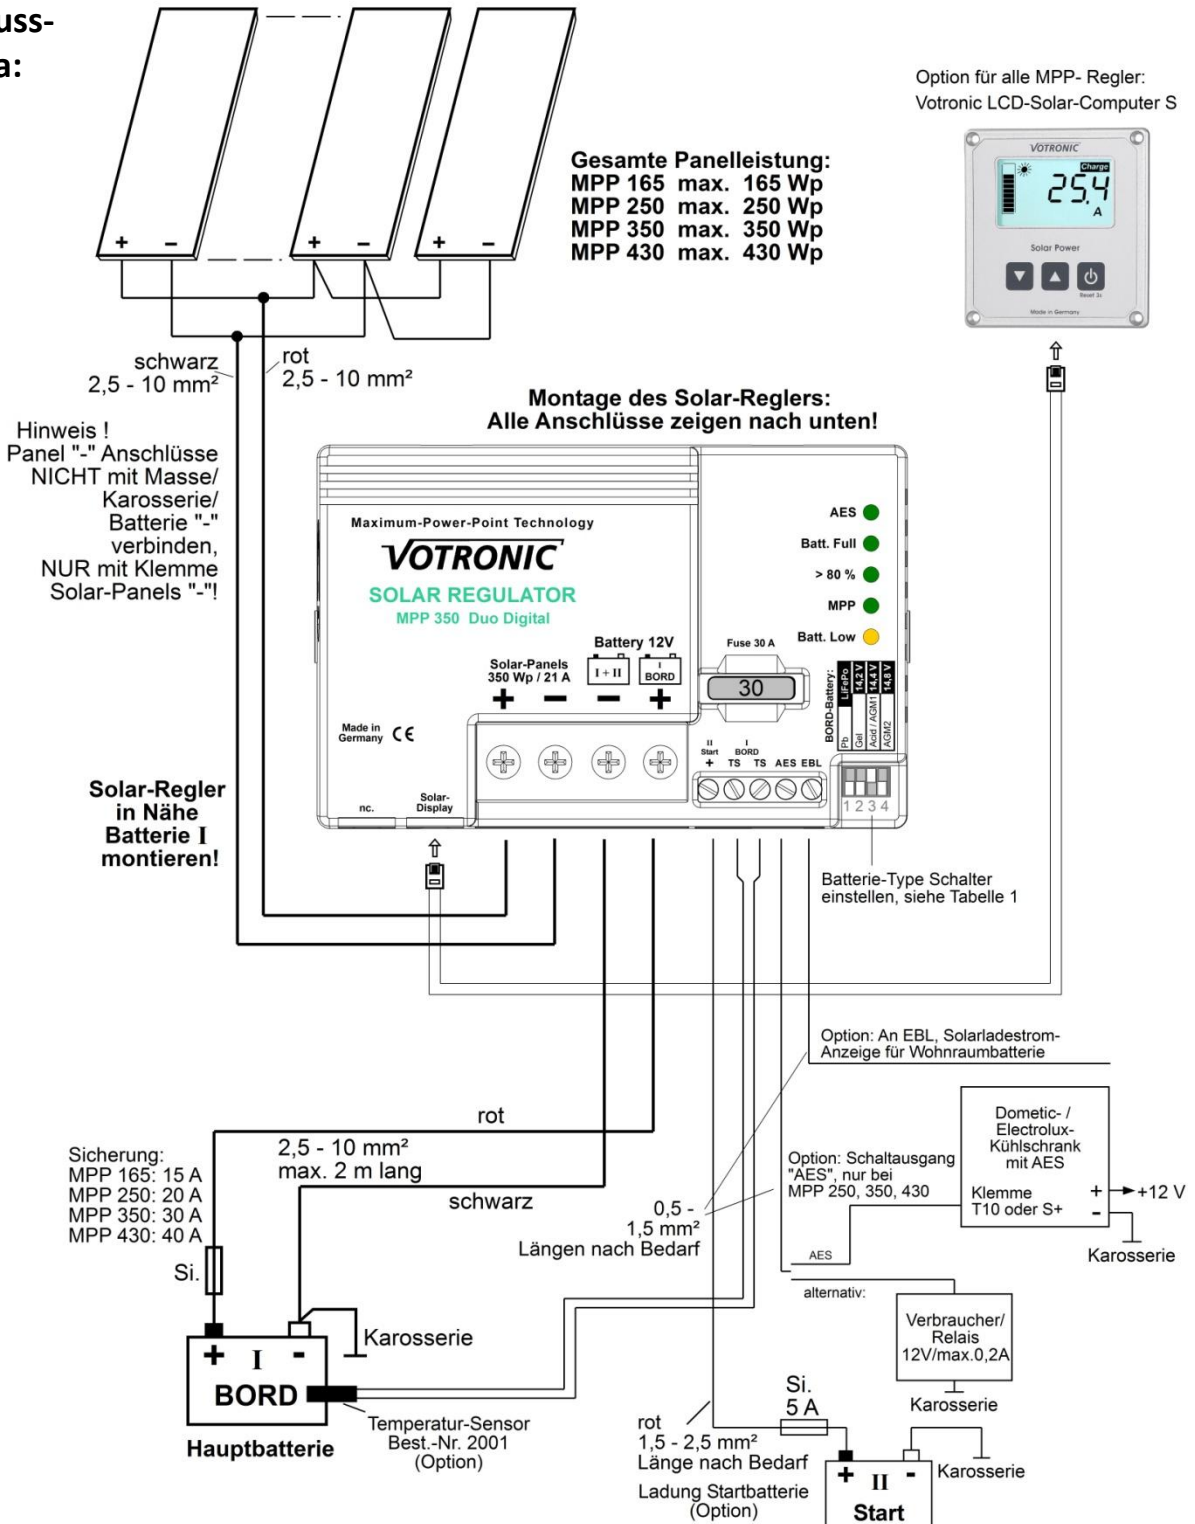 uss-
a:
Option für alle MPP- Regler:
Votronic LCD-Solar-Computer S
VOTRONIC
Charge
25,4
A
Solar Power
Reset 3s
Made in Germany
Gesamte Panelleistung:
MPP 165 max. 165 Wp
MPP 250 max. 250 Wp
MPP 350 max. 350 Wp
MPP 430 max. 430 Wp
+ – + – + –
schwarz
2,5 - 10 mm²
rot
2,5 - 10 mm²
Hinweis !
Panel "-" Anschlüsse
NICHT mit Masse/
Karosserie/
Batterie "-"
verbinden,
NUR mit Klemme
Solar-Panels "-"!
Montage des Solar-Reglers:
Alle Anschlüsse zeigen nach unten!
Maximum-Power-Point Technology
VOTRONIC
SOLAR REGULATOR
MPP 350 Duo Digital
AES
Batt. Full
> 80 %
MPP
Batt. Low
Battery 12V
Solar-Panels
350 Wp / 21 A
I + II
I
BORD
+ – – +
Fuse 30 A
30
Made in
Germany CE
BORD-Battery:
Pb LiFePo
Gel 14,2 V
Acid / AGM1 14,4 V
AGM2 14,8 V
II
Start
+
I
BORD
TS TS AES EBL
1 2 3 4
nc.
Solar-
Display
Solar-Regler
in Nähe
Batterie I
montieren!
Batterie-Type Schalter
einstellen, siehe Tabelle 1
Option: An EBL, Solarladestrom-
Anzeige für Wohnraumbatterie
rot
2,5 - 10 mm²
max. 2 m lang
schwarz
Sicherung:
MPP 165: 15 A
MPP 250: 20 A
MPP 350: 30 A
MPP 430: 40 A
Si.
0,5 -
1,5 mm²
Längen nach Bedarf
Option: Schaltausgang
"AES", nur bei
MPP 250, 350, 430
Dometic- /
Electrolux-
Kühlschrank
mit AES
Klemme
T10 oder S+
+
-
+12 V
Karosserie
AES
alternativ:
Verbraucher/
Relais
12V/max.0,2A
Karosserie
Karosserie
+ I -
BORD
Hauptbatterie
Temperatur-Sensor
Best.-Nr. 2001
(Option)
Si.
5 A
rot
1,5 - 2,5 mm²
Länge nach Bedarf
Ladung Startbatterie
(Option)
+ II -
Start
Karosserie